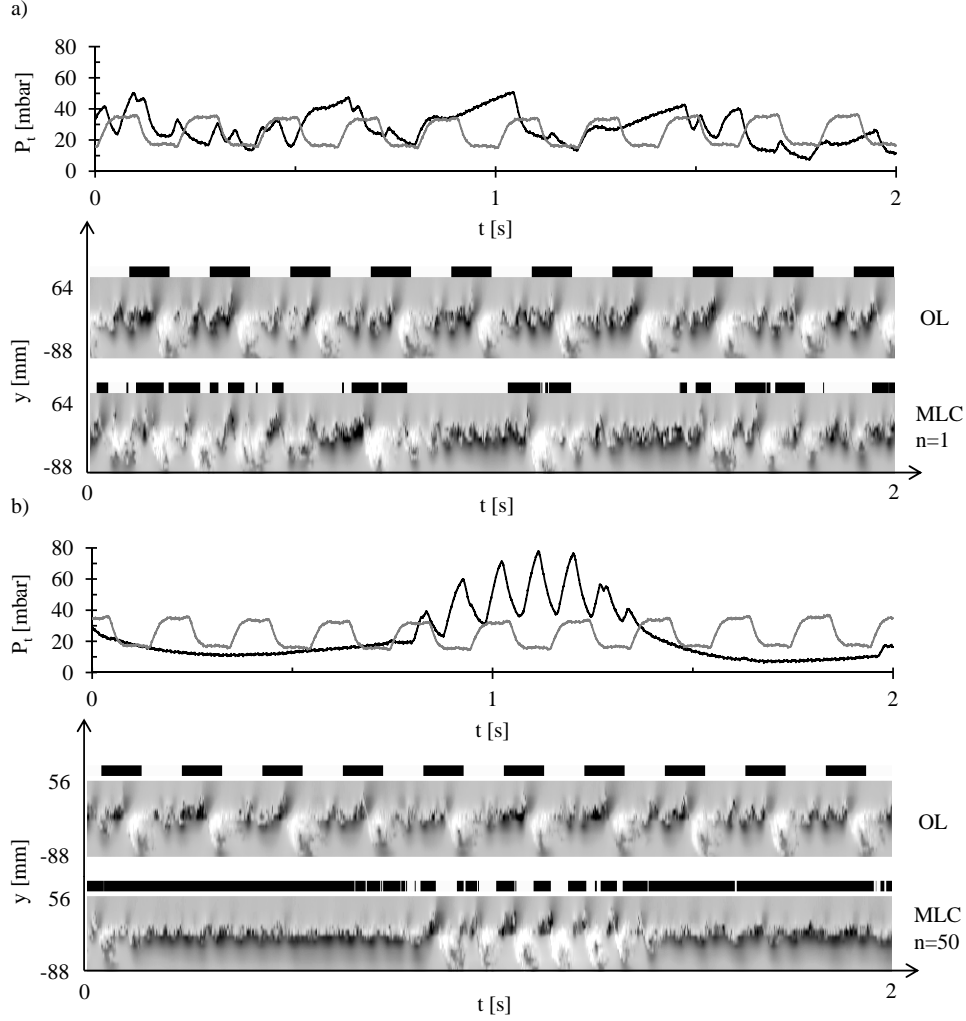 a)
80
60
40
20
0
P_t [mbar]
0 1 2
t [s]
64
-88
OL
64
-88
MLC
n=1
y [mm]
0 2
t [s]
b)
80
60
40
20
0
P_t [mbar]
0 1 2
t [s]
56
-88
OL
56
-88
MLC
n=50
y [mm]
0 2
t [s]